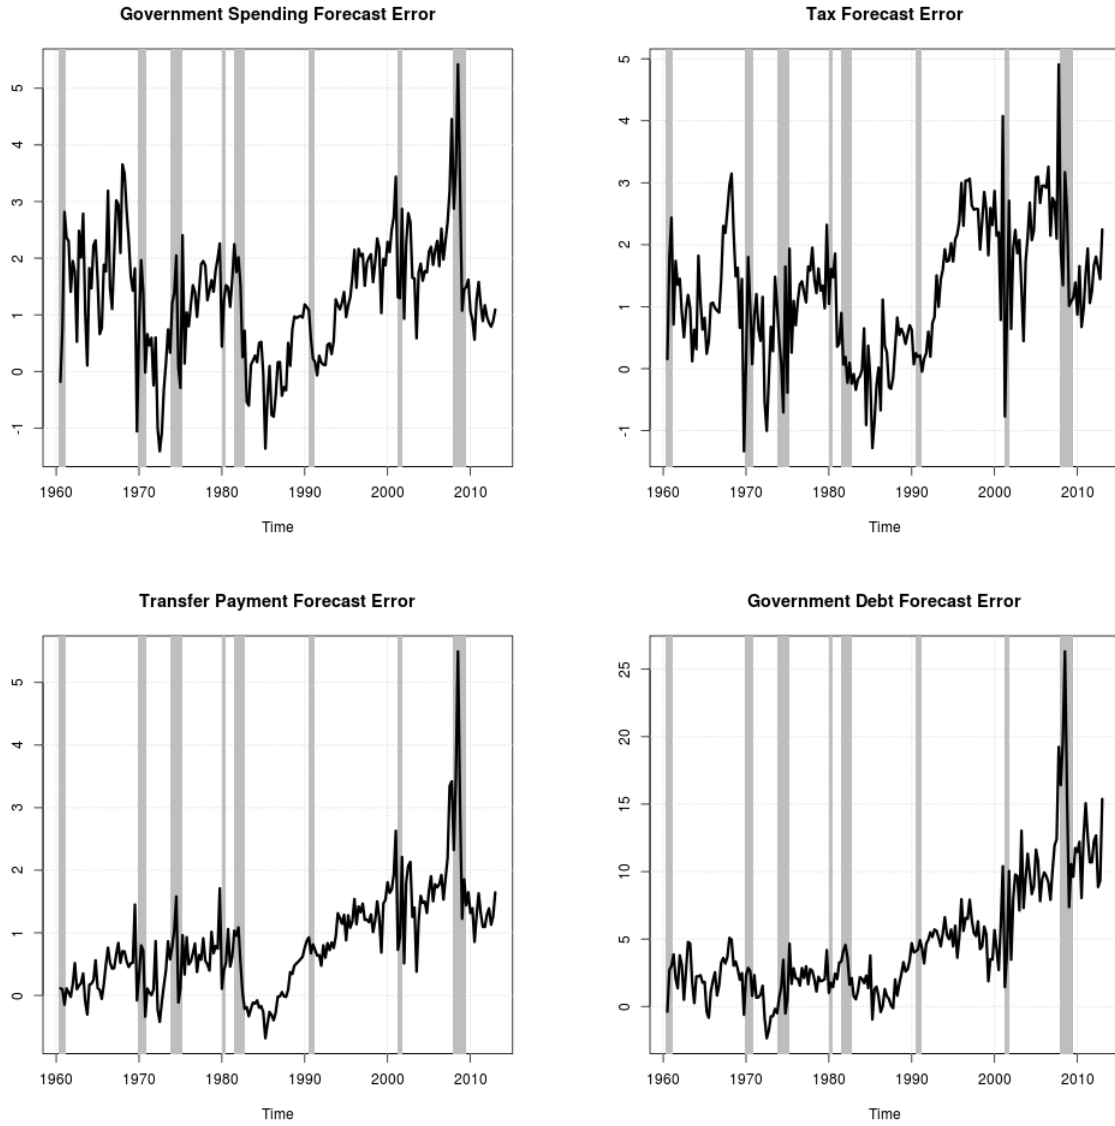 Government Spending Forecast Error
5
4
3
2
1
0
-1
1960 1970 1980 1990 2000 2010
Time
Tax Forecast Error
5
4
3
2
1
0
-1
1960 1970 1980 1990 2000 2010
Time
Transfer Payment Forecast Error
5
4
3
2
1
0
1960 1970 1980 1990 2000 2010
Time
Government Debt Forecast Error
25
20
15
10
5
0
1960 1970 1980 1990 2000 2010
Time